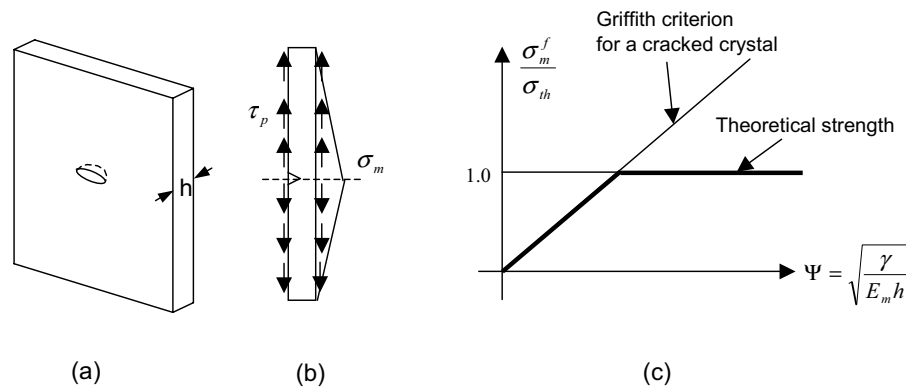 h
(a)
τ_p
σ_m
(b)
Griffith criterion
for a cracked crystal
σ_m^f
σ_th
Theoretical strength
1.0
Ψ = √(γ / E_m h)
(c)